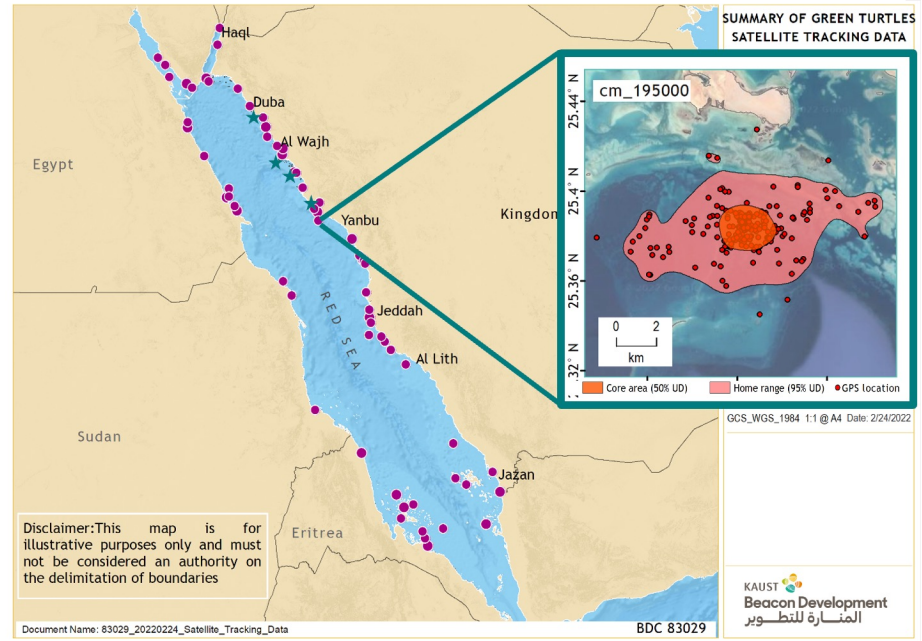 SUMMARY OF GREEN TURTLES
SATELLITE TRACKING DATA
Haql
Duba
Al Wajh
Egypt
Kingdon
Yanbu
RED SEA
Jeddah
Al Lith
Sudan
Jazan
Eritrea
cm_195000
25.44° N
25.4° N
25.36° N
.32° N
0 2
km
Core area (50% UD) Home range (95% UD) GPS location
GCS_WGS_1984 1:1 @ A4 Date: 2/24/2022
Disclaimer:This map is for
illustrative purposes only and must
not be considered an authority on
the delimitation of boundaries
Document Name: 83029_20220224_Satellite_Tracking_Data
BDC 83029
KAUST
Beacon Development
المنـــارة للتطـــوير